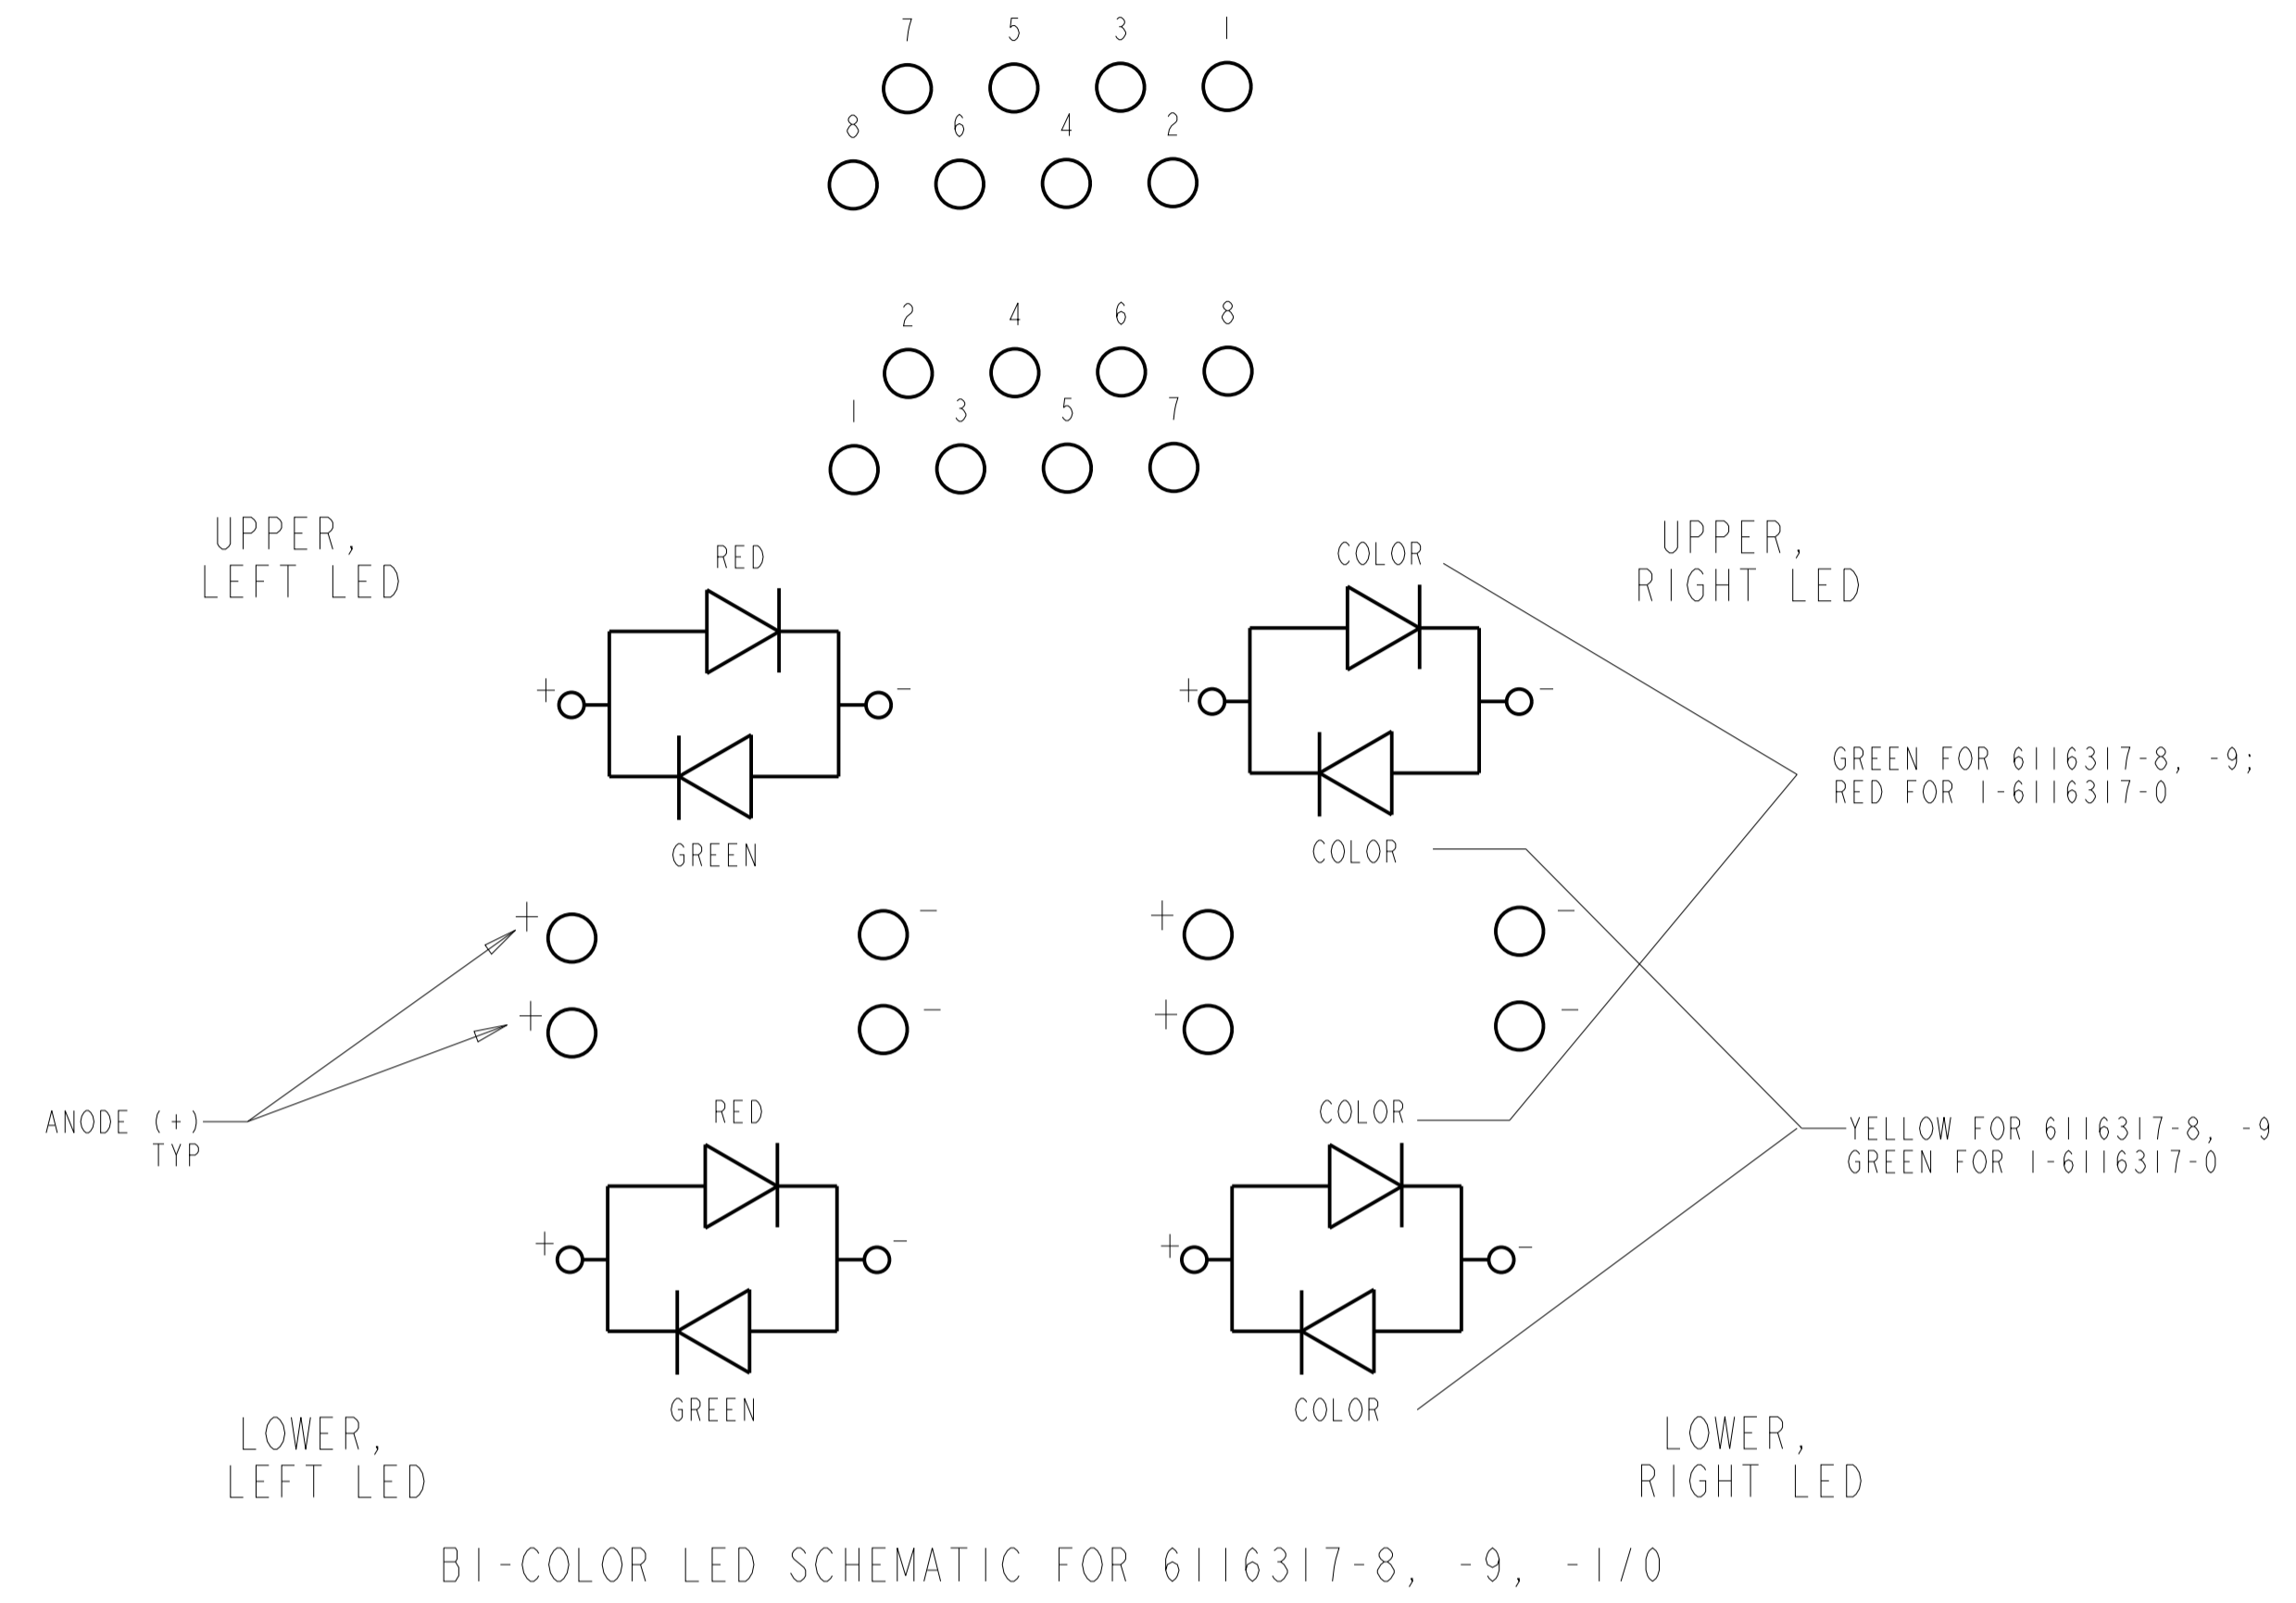 7 5 3 1
8 6 4 2
2 4 6 8
1 3 5 7
UPPER,
LEFT LED
RED
COLOR
UPPER,
RIGHT LED
+ -
+ -
GREEN FOR 6116317-8, -9;
RED FOR 1-6116317-0
GREEN
COLOR
+ - + -
+ - + -
ANODE (+)
TYP
RED
COLOR
YELLOW FOR 6116317-8, -9
GREEN FOR 1-6116317-0
+ -
+ -
GREEN
COLOR
LOWER,
LEFT LED
LOWER,
RIGHT LED
BI-COLOR LED SCHEMATIC FOR 6116317-8, -9, -1/0